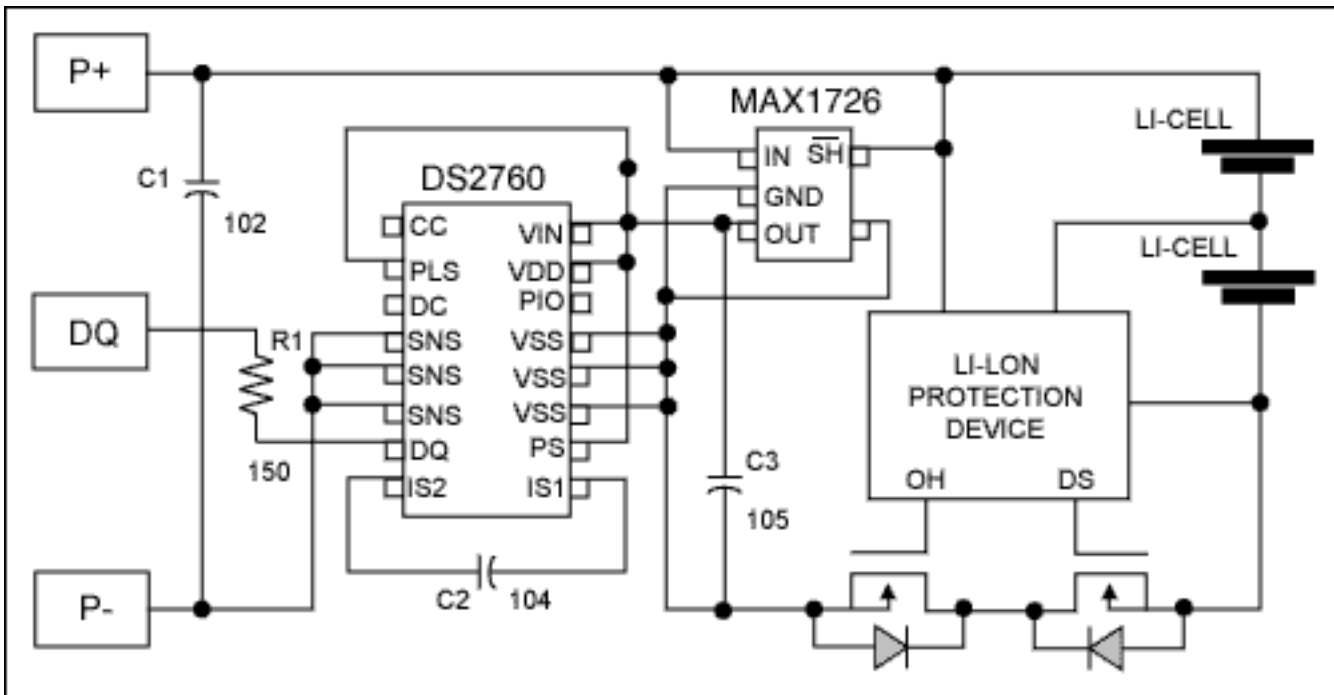 P+
MAX1726
LI-CELL
IN SH
C1
DS2760
GND
102
CC
VIN
OUT
LI-CELL
PLS
VDD
DC
PIO
DQ
R1
SNS
VSS
SNS
VSS
SNS
VSS
LI-LON
PROTECTION
DEVICE
150
DQ
PS
C3
IS2
IS1
OH
DS
105
C2
104
P-